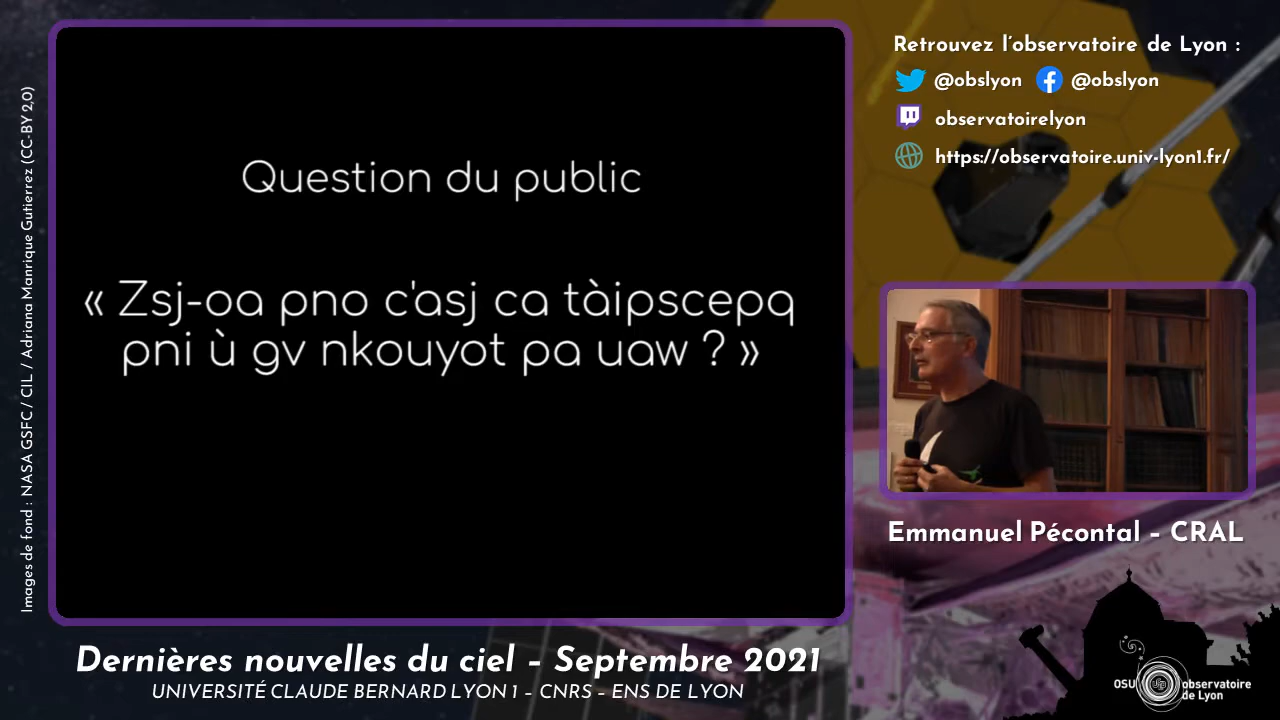 Question du public
« Zsj-oa pno c'asj ca tàipscepq
pni ù gv nkouyot pa uaw ? »
Retrouvez l'observatoire de Lyon :
@obslyon @obslyon
observatoirelyon
https://observatoire.univ-lyon1.fr/
Emmanuel Pécontal – CRAL
Dernières nouvelles du ciel – Septembre 2021
UNIVERSITÉ CLAUDE BERNARD LYON 1 – CNRS – ENS DE LYON
Images de fond : NASA GSFC / CIL / Adriana Manrique Gutierrez (CC-BY 2,0)
OSU observatoire
de Lyon